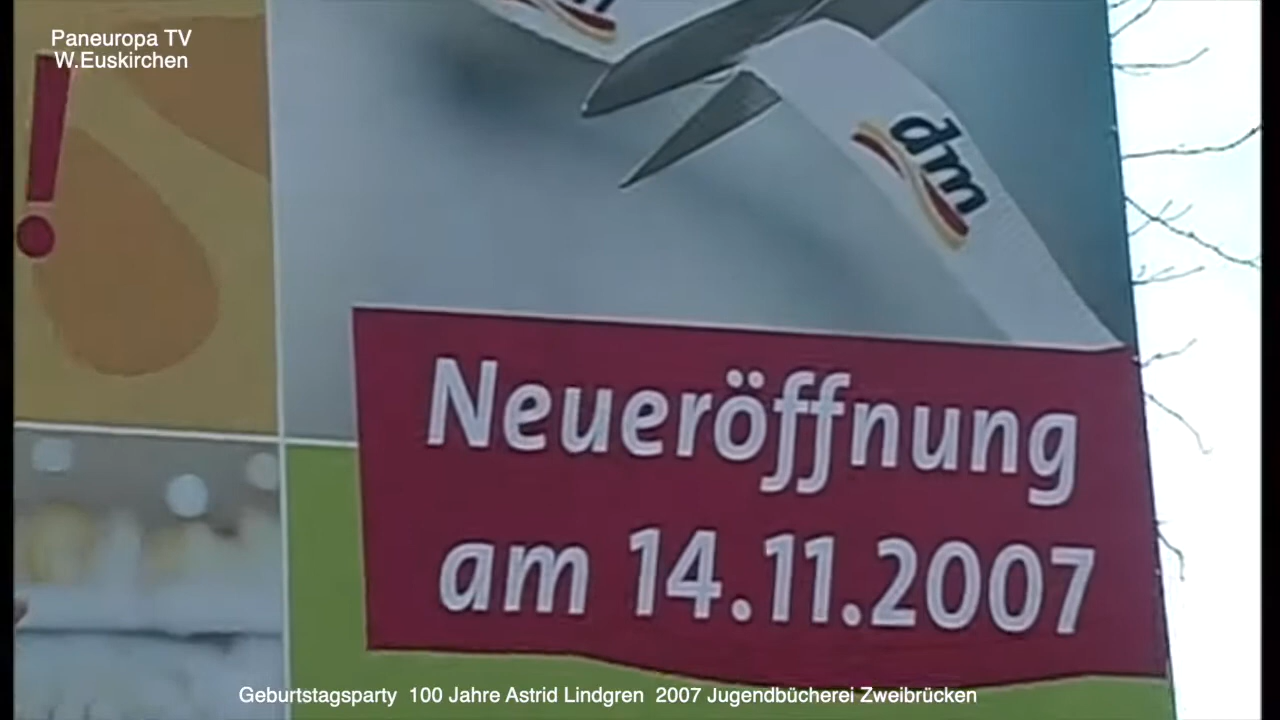 Paneuropa TV
W.Euskirchen
!
dm
Neueröffnung
am 14.11.2007
Geburtstagsparty 100 Jahre Astrid Lindgren 2007 Jugendbücherei Zweibrücken